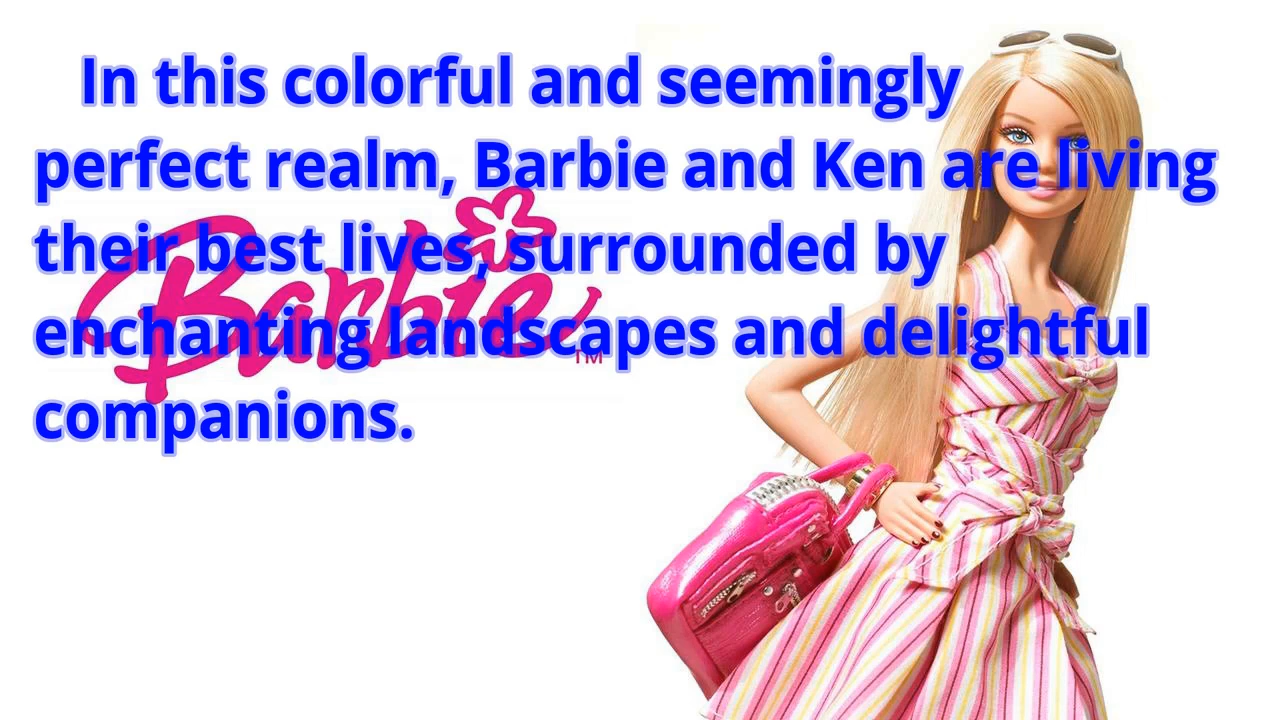 In this colorful and seemingly
perfect realm, Barbie and Ken are living
their best lives, surrounded by
enchanting landscapes and delightful
companions.
Barbie
TM